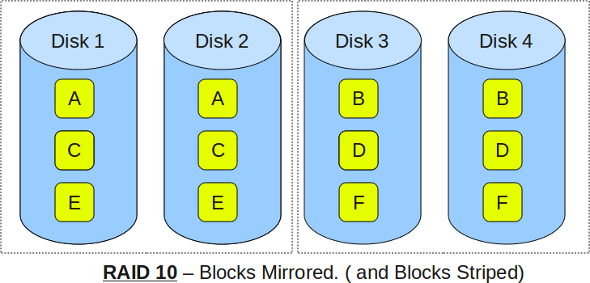 Disk 1 Disk 2 Disk 3 Disk 4
A A B B
C C D D
E E F F
RAID 10 – Blocks Mirrored. ( and Blocks Striped)